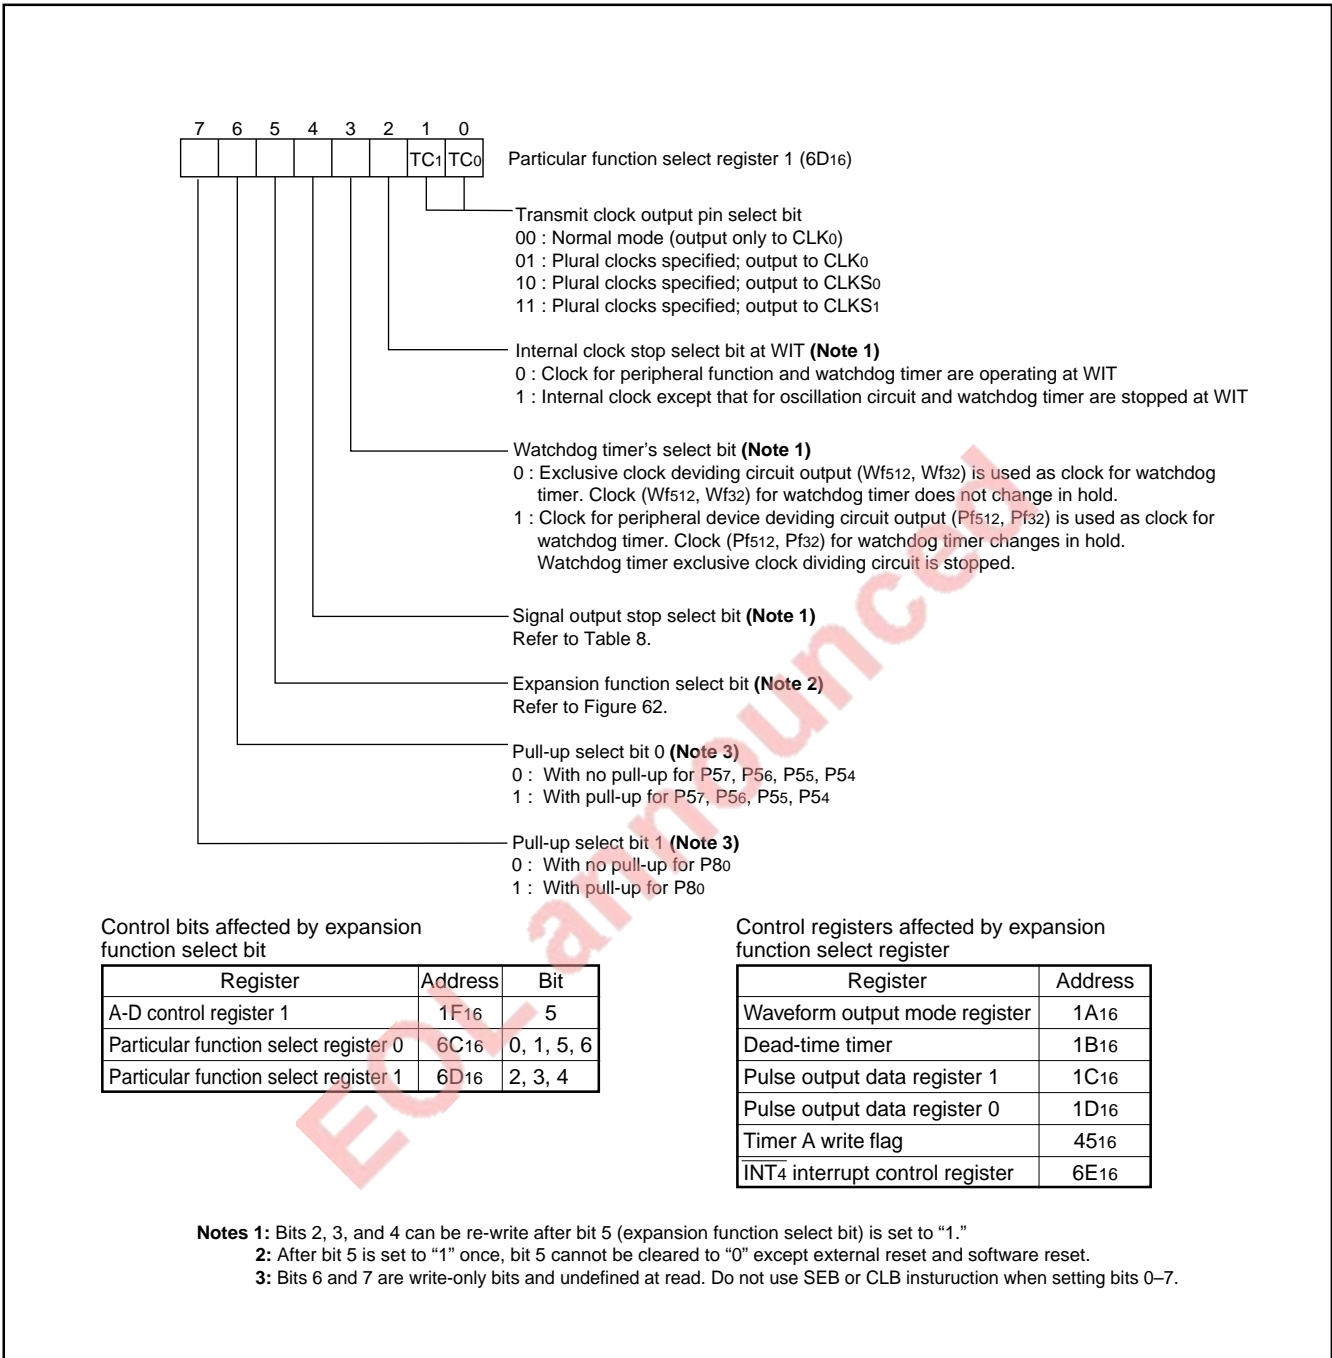 7 6 5 4 3 2 1 0
TC1 TC0 Particular function select register 1 (6D16)
Transmit clock output pin select bit
00 : Normal mode (output only to CLK0)
01 : Plural clocks specified; output to CLK0
10 : Plural clocks specified; output to CLKS0
11 : Plural clocks specified; output to CLKS1
Internal clock stop select bit at WIT (Note 1)
0 : Clock for peripheral function and watchdog timer are operating at WIT
1 : Internal clock except that for oscillation circuit and watchdog timer are stopped at WIT
Watchdog timer's select bit (Note 1)
0 : Exclusive clock deviding circuit output (Wf512, Wf32) is used as clock for watchdog
timer. Clock (Wf512, Wf32) for watchdog timer does not change in hold.
1 : Clock for peripheral device deviding circuit output (Pf512, Pf32) is used as clock for
watchdog timer. Clock (Pf512, Pf32) for watchdog timer changes in hold.
Watchdog timer exclusive clock dividing circuit is stopped.
Signal output stop select bit (Note 1)
Refer to Table 8.
Expansion function select bit (Note 2)
Refer to Figure 62.
Pull-up select bit 0 (Note 3)
0 : With no pull-up for P57, P56, P55, P54
1 : With pull-up for P57, P56, P55, P54
Pull-up select bit 1 (Note 3)
0 : With no pull-up for P80
1 : With pull-up for P80
Control bits affected by expansion
function select bit
Register Address Bit
A-D control register 1 1F16 5
Particular function select register 0 6C16 0, 1, 5, 6
Particular function select register 1 6D16 2, 3, 4
Control registers affected by expansion
function select register
Register Address
Waveform output mode register 1A16
Dead-time timer 1B16
Pulse output data register 1 1C16
Pulse output data register 0 1D16
Timer A write flag 4516
INT4 interrupt control register 6E16
Notes 1: Bits 2, 3, and 4 can be re-write after bit 5 (expansion function select bit) is set to “1.”
2: After bit 5 is set to “1” once, bit 5 cannot be cleared to “0” except external reset and software reset.
3: Bits 6 and 7 are write-only bits and undefined at read. Do not use SEB or CLB insturuction when setting bits 0–7.
EOL announced